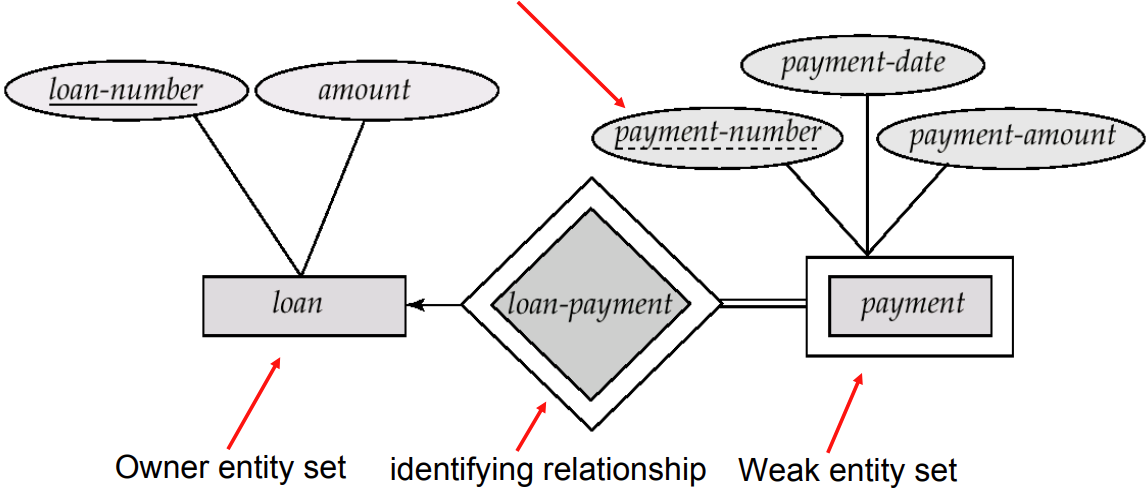 payment-date
loan-number
amount
payment-number
payment-amount
loan
loan-payment
payment
Owner entity set
identifying relationship
Weak entity set